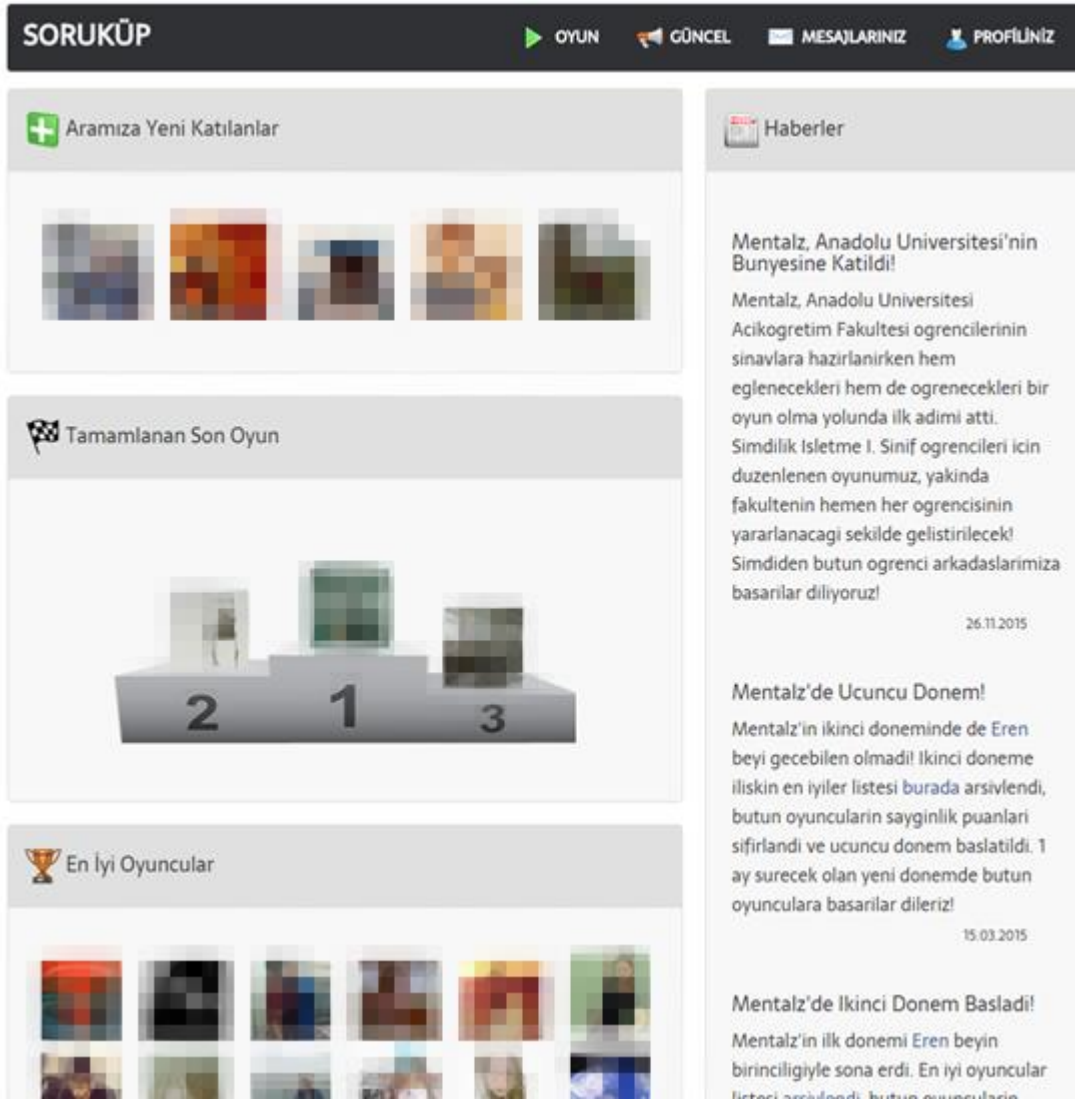 SORUKÜP
OYUN
GÜNCEL
MESAJLARINIZ
PROFİLİNİZ
Aramıza Yeni Katılanlar
Tamamlanan Son Oyun
2
1
3
En İyi Oyuncular
Haberler
Mentalz, Anadolu Universitesi'nin
Bunyesine Katildi!
Mentalz, Anadolu Universitesi
Acikogretim Fakultesi ogrencilerinin
sinavlara hazirlanirken hem
eglenecekleri hem de ogrenecekleri bir
oyun olma yolunda ilk adimi atti.
Simdilik Isletme I. Sinif ogrencileri icin
duzenlenen oyunumuz, yakinda
fakultenin hemen her ogrencisinin
yararlanacagi sekilde gelistirilecek!
Simdiden butun ogrenci arkadaslarimiza
basarilar diliyoruz!
26.11.2015
Mentalz'de Ucuncu Donem!
Mentalz'in ikinci doneminde de Eren
beyi gecebilen olmadi! Ikinci doneme
iliskin en iyiler listesi burada arsivlendi,
butun oyuncularin sayginlik puanlari
sifirlandi ve ucuncu donem baslatildi. 1
ay surecek olan yeni donemde butun
oyunculara basarilar dileriz!
15.03.2015
Mentalz'de Ikinci Donem Basladi!
Mentalz'in ilk donemi Eren beyin
birinciligiyle sona erdi. En iyi oyuncular
listesi arsivlendi, butun oyuncularin